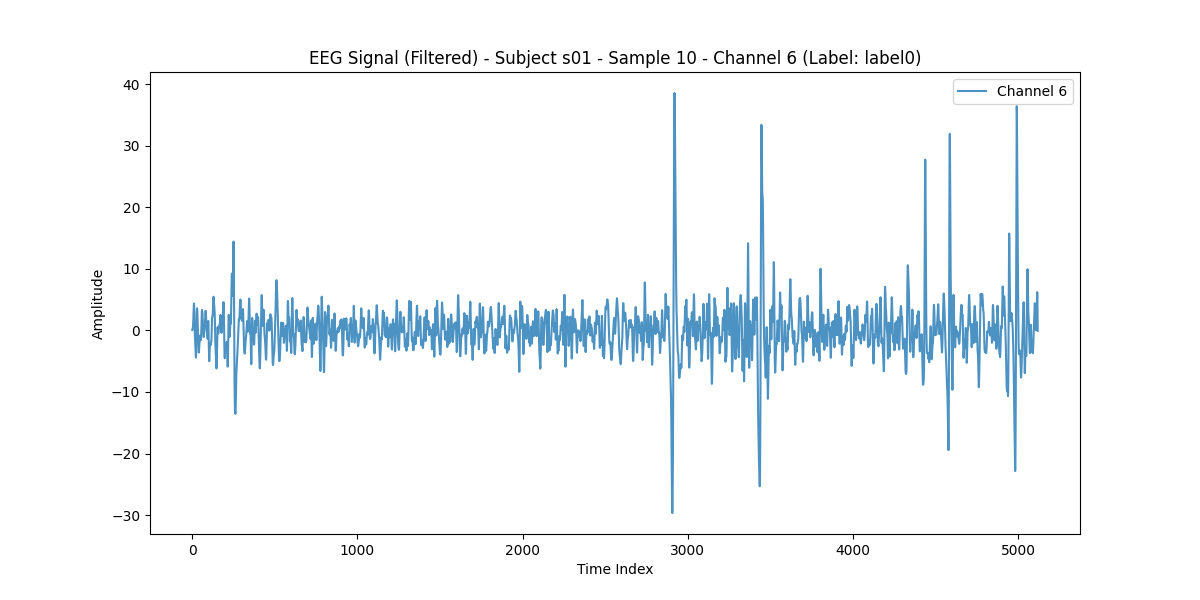 EEG Signal (Filtered) - Subject s01 - Sample 10 - Channel 6 (Label: label0)
Channel 6
40
30
20
10
0
−10
−20
−30
Amplitude
0 1000 2000 3000 4000 5000
Time Index